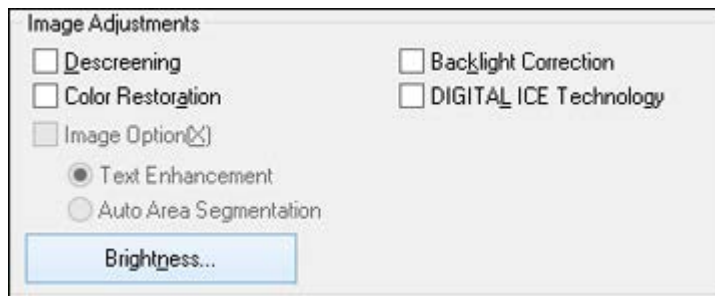 Image Adjustments
Descreening
Backlight Correction
Color Restoration
DIGITAL ICE Technology
Image Option(X)
Text Enhancement
Auto Area Segmentation
Brightness...